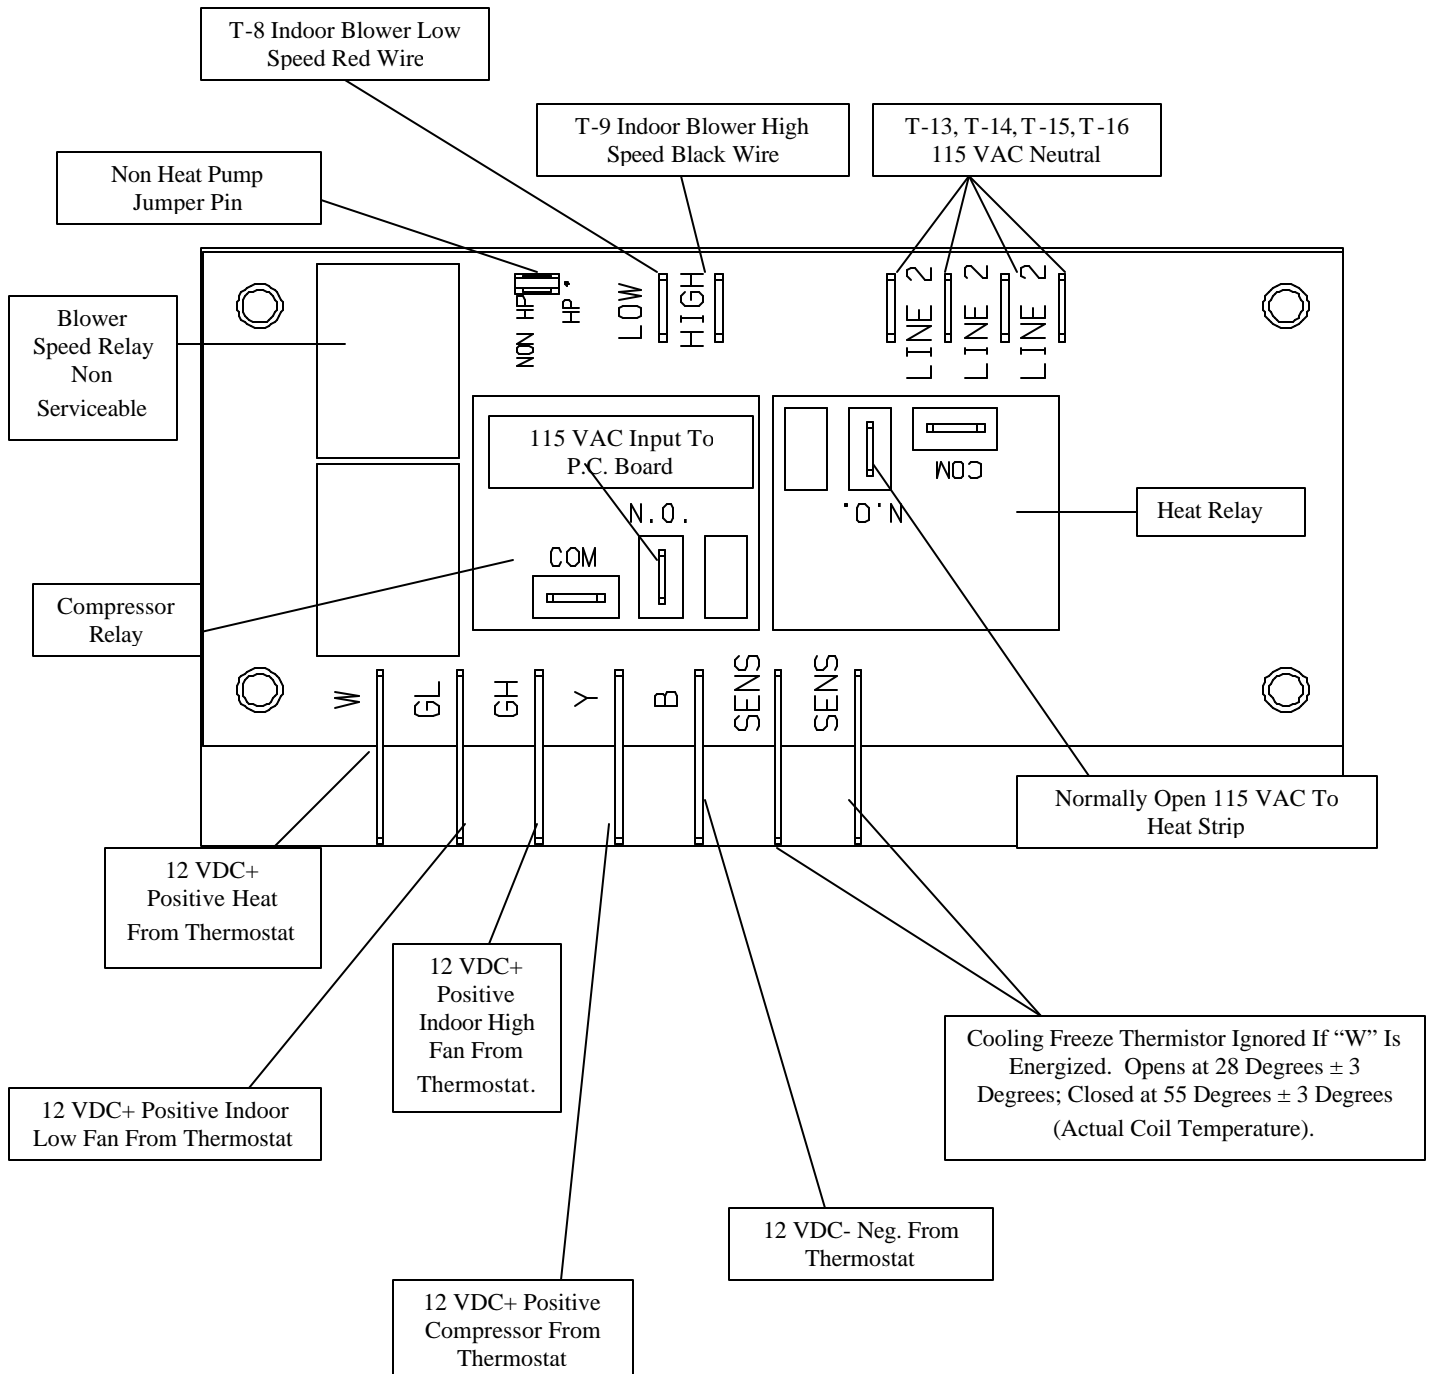 T-8 Indoor Blower Low
Speed Red Wire
T-9 Indoor Blower High
Speed Black Wire
T-13, T-14, T-15, T-16
115 VAC Neutral
Non Heat Pump
Jumper Pin
Blower
Speed Relay
Non
Serviceable
NON HP
HP.
LOW
HIGH
LINE 2
LINE 2
LINE 2
115 VAC Input To
P.C. Board
N.O.
COM
N.O.
COM
Heat Relay
Compressor
Relay
W
GL
GH
Y
B
SENS
SENS
Normally Open 115 VAC To
Heat Strip
12 VDC+
Positive Heat
From Thermostat
12 VDC+
Positive
Indoor High
Fan From
Thermostat.
Cooling Freeze Thermistor Ignored If “W” Is
Energized. Opens at 28 Degrees ± 3
Degrees; Closed at 55 Degrees ± 3 Degrees
(Actual Coil Temperature).
12 VDC+ Positive Indoor
Low Fan From Thermostat
12 VDC- Neg. From
Thermostat
12 VDC+ Positive
Compressor From
Thermostat